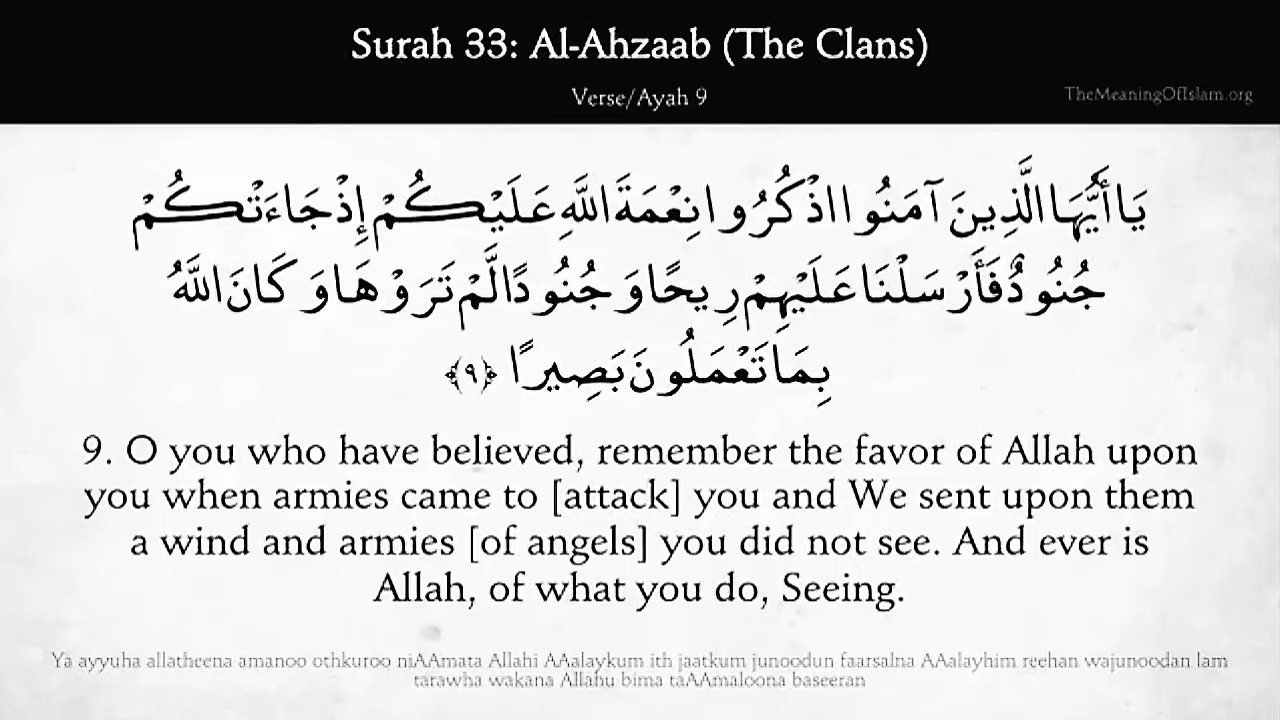 Surah 33: Al-Ahzaab (The Clans)
Verse/Ayah 9
TheMeaningOfIslam.org
يَا أَيُّهَا الَّذِينَ آمَنُوا اذْكُرُوا نِعْمَةَ اللَّهِ عَلَيْكُمْ إِذْ جَاءَتْكُمْ
جُنُودٌ فَأَرْسَلْنَا عَلَيْهِمْ رِيحًا وَجُنُودًا لَّمْ تَرَوْهَا وَكَانَ اللَّهُ
بِمَا تَعْمَلُونَ بَصِيرًا ﴿٩﴾
9. O you who have believed, remember the favor of Allah upon
you when armies came to [attack] you and We sent upon them
a wind and armies [of angels] you did not see. And ever is
Allah, of what you do, Seeing.
Ya ayyuha allatheena amanoo othkuroo niAAmata Allahi AAalaykum ith jaatkum junoodun faarsalna AAalayhim reehan wajunoodan lam
tarawha wakana Allahu bima taAAmaloona baseeran